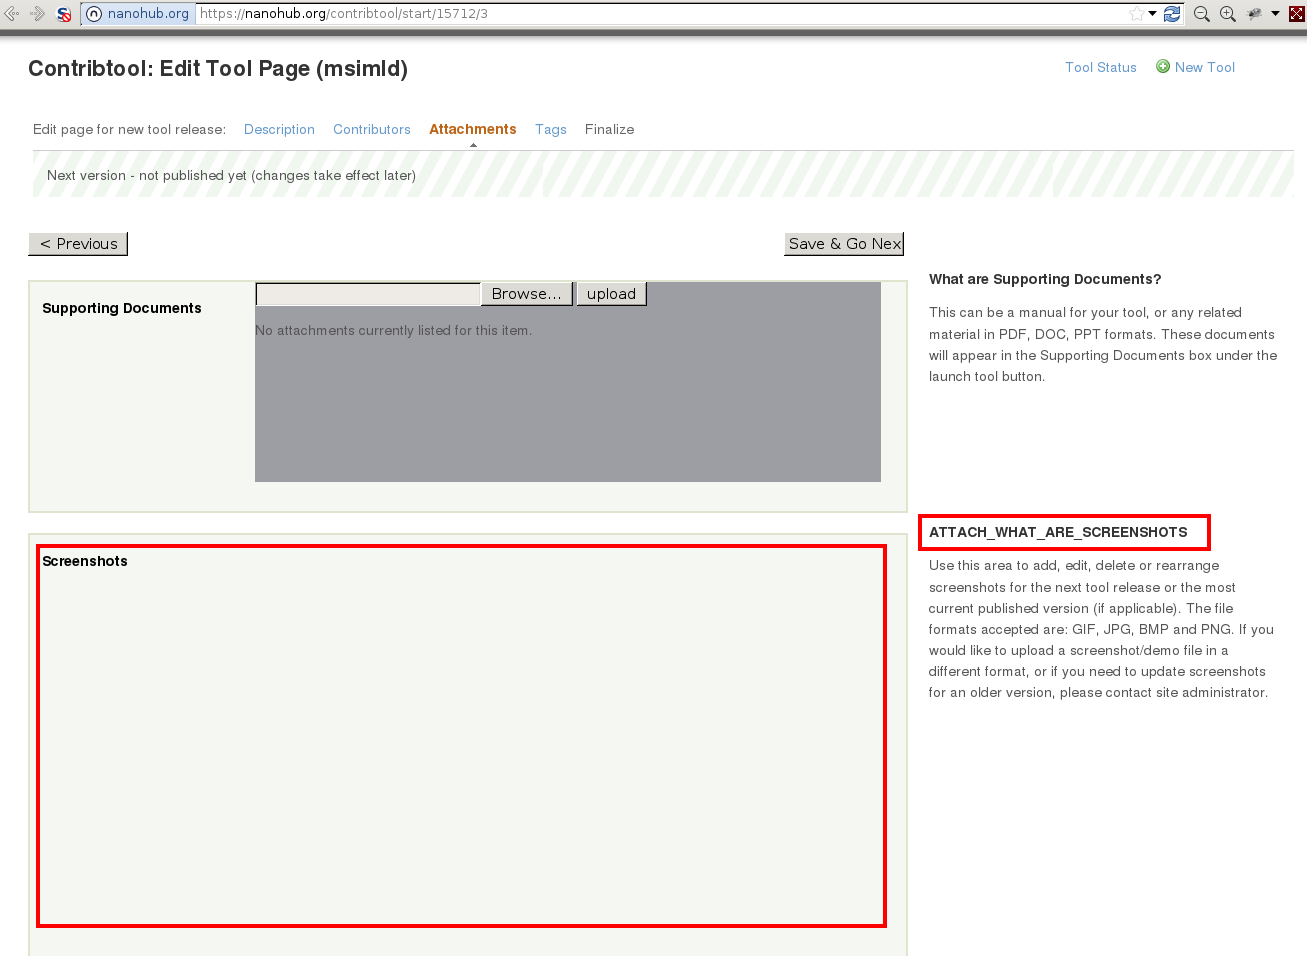 nanohub.org https://nanohub.org/contribtool/start/15712/3
Contribtool: Edit Tool Page (msimld)
Tool Status New Tool
Edit page for new tool release: Description Contributors Attachments Tags Finalize
Next version - not published yet (changes take effect later)
< Previous
Save & Go Nex
Supporting Documents
Browse... upload
No attachments currently listed for this item.
What are Supporting Documents?
This can be a manual for your tool, or any related
material in PDF, DOC, PPT formats. These documents
will appear in the Supporting Documents box under the
launch tool button.
Screenshots
ATTACH_WHAT_ARE_SCREENSHOTS
Use this area to add, edit, delete or rearrange
screenshots for the next tool release or the most
current published version (if applicable). The file
formats accepted are: GIF, JPG, BMP and PNG. If you
would like to upload a screenshot/demo file in a
different format, or if you need to update screenshots
for an older version, please contact site administrator.